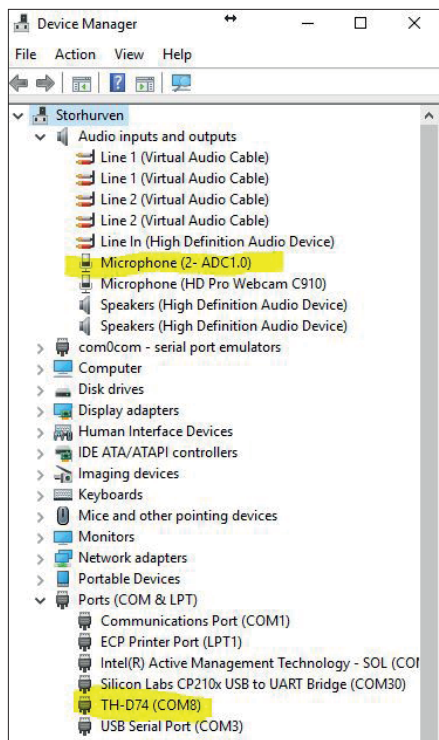 Device Manager
File Action View Help
Storhurven
Audio inputs and outputs
Line 1 (Virtual Audio Cable)
Line 1 (Virtual Audio Cable)
Line 2 (Virtual Audio Cable)
Line 2 (Virtual Audio Cable)
Line In (High Definition Audio Device)
Microphone (2- ADC1.0)
Microphone (HD Pro Webcam C910)
Speakers (High Definition Audio Device)
Speakers (High Definition Audio Device)
com0com - serial port emulators
Computer
Disk drives
Display adapters
Human Interface Devices
IDE ATA/ATAPI controllers
Imaging devices
Keyboards
Mice and other pointing devices
Monitors
Network adapters
Portable Devices
Ports (COM & LPT)
Communications Port (COM1)
ECP Printer Port (LPT1)
Intel(R) Active Management Technology - SOL (CO
Silicon Labs CP210x USB to UART Bridge (COM30)
TH-D74 (COM8)
USB Serial Port (COM3)